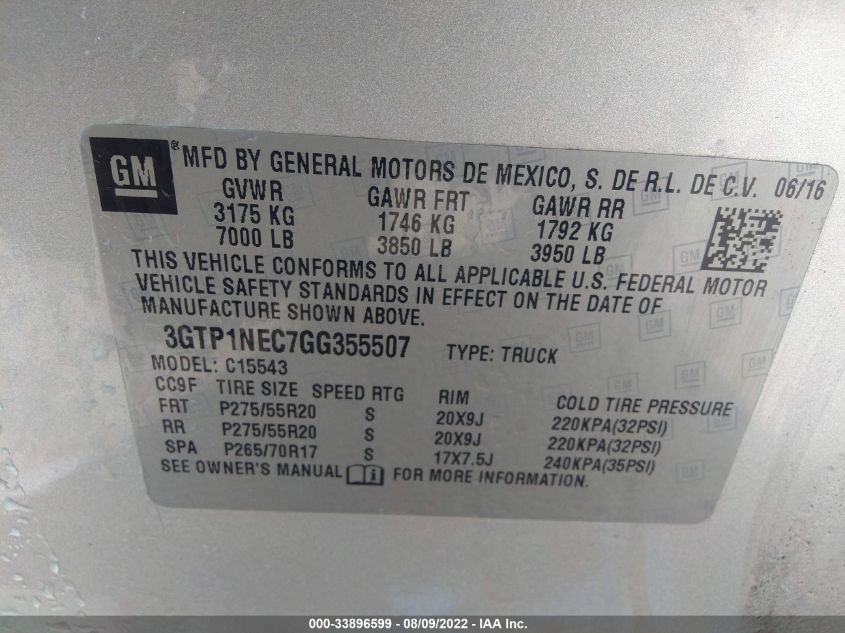 GM
® MFD BY GENERAL MOTORS DE MEXICO, S. DE R.L. DE C.V. 06/16
GVWR GAWR FRT GAWR RR
3175 KG 1746 KG 1792 KG
7000 LB 3850 LB 3950 LB
THIS VEHICLE CONFORMS TO ALL APPLICABLE U.S. FEDERAL MOTOR
VEHICLE SAFETY STANDARDS IN EFFECT ON THE DATE OF
MANUFACTURE SHOWN ABOVE.
3GTP1NEC7GG355507 TYPE: TRUCK
MODEL: C15543
CC9F TIRE SIZE SPEED RTG RIM COLD TIRE PRESSURE
FRT P275/55R20 S 20X9J 220KPA(32PSI)
RR P275/55R20 S 20X9J 220KPA(32PSI)
SPA P265/70R17 S 17X7.5J 240KPA(35PSI)
SEE OWNER'S MANUAL i FOR MORE INFORMATION.
000-33896599 - 08/09/2022 - IAA Inc.